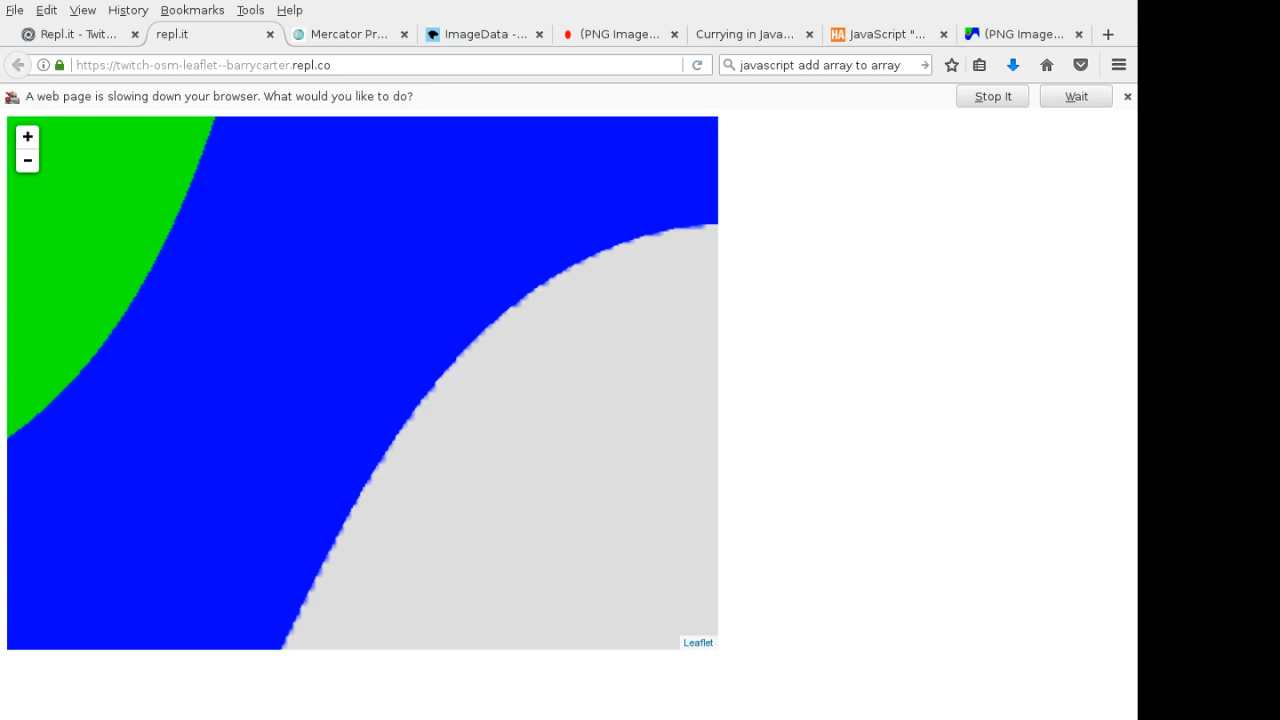 File Edit View History Bookmarks Tools Help
Repl.it - Twit... repl.it Mercator Pr... ImageData -... (PNG Image... Currying in Java... HA JavaScript "... (PNG Image...
https://twitch-osm-leaflet--barrycarter.repl.co javascript add array to array
A web page is slowing down your browser. What would you like to do? Stop It Wait
+
-
Leaflet